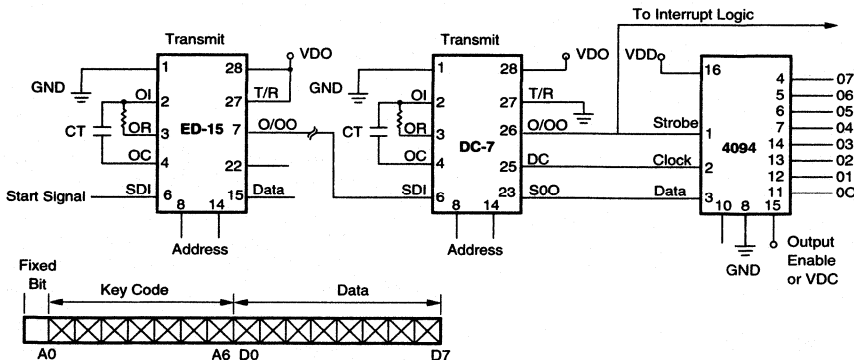 To Interrupt Logic
Transmit
Transmit
VDO
VDO
VDD
GND
GND
1
28
1
28
16
4
07
OI
2
27
T/R
OI
2
27
T/R
5
06
6
05
CT
OR
3
ED-15
7
O/OO
CT
OR
3
26
O/OO
Strobe
1
7
04
OC
4
DC-7
4094
14
03
22
OC
4
25
DC
Clock
2
13
02
12
01
Start Signal
SDI
6
15
Data
SDI
6
23
S0O
Data
3
11
0O
8
14
8
14
10
8
15
Address
Address
GND
Output
Enable
or VDC
Fixed
Bit
Key Code
Data
A0
A6
D0
D7